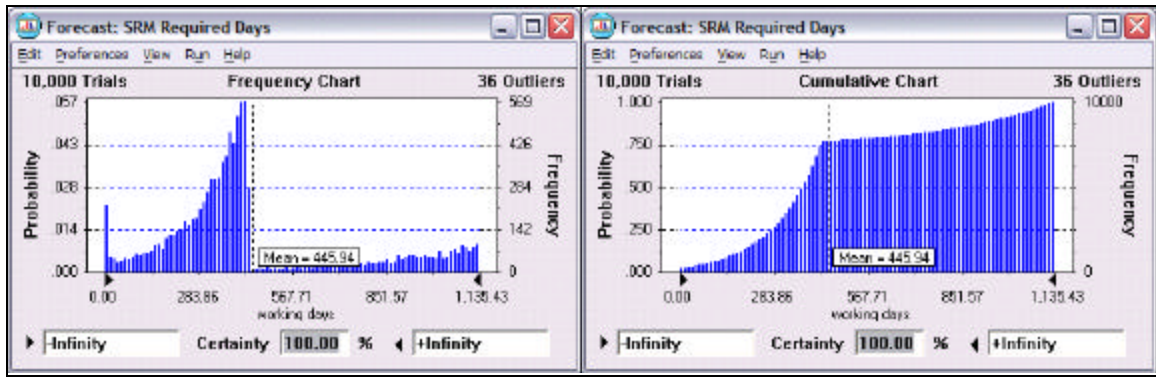 Forecast: SRM Required Days
Edit Preferences View Run Help
10,000 Trials Frequency Chart 36 Outliers
.057
.043
.028
.014
.000
Probability
569
426
284
142
0
Frequency
Mean = 445.94
0.00 283.86 567.71 851.57 1,135.43
working days
-Infinity Certainty 100.00 % +Infinity
Forecast: SRM Required Days
Edit Preferences View Run Help
10,000 Trials Cumulative Chart 36 Outliers
1.000
.750
.500
.250
.000
Probability
10000
0
Frequency
Mean = 445.94
0.00 283.86 567.71 851.57 1,135.43
working days
-Infinity Certainty 100.00 % +Infinity